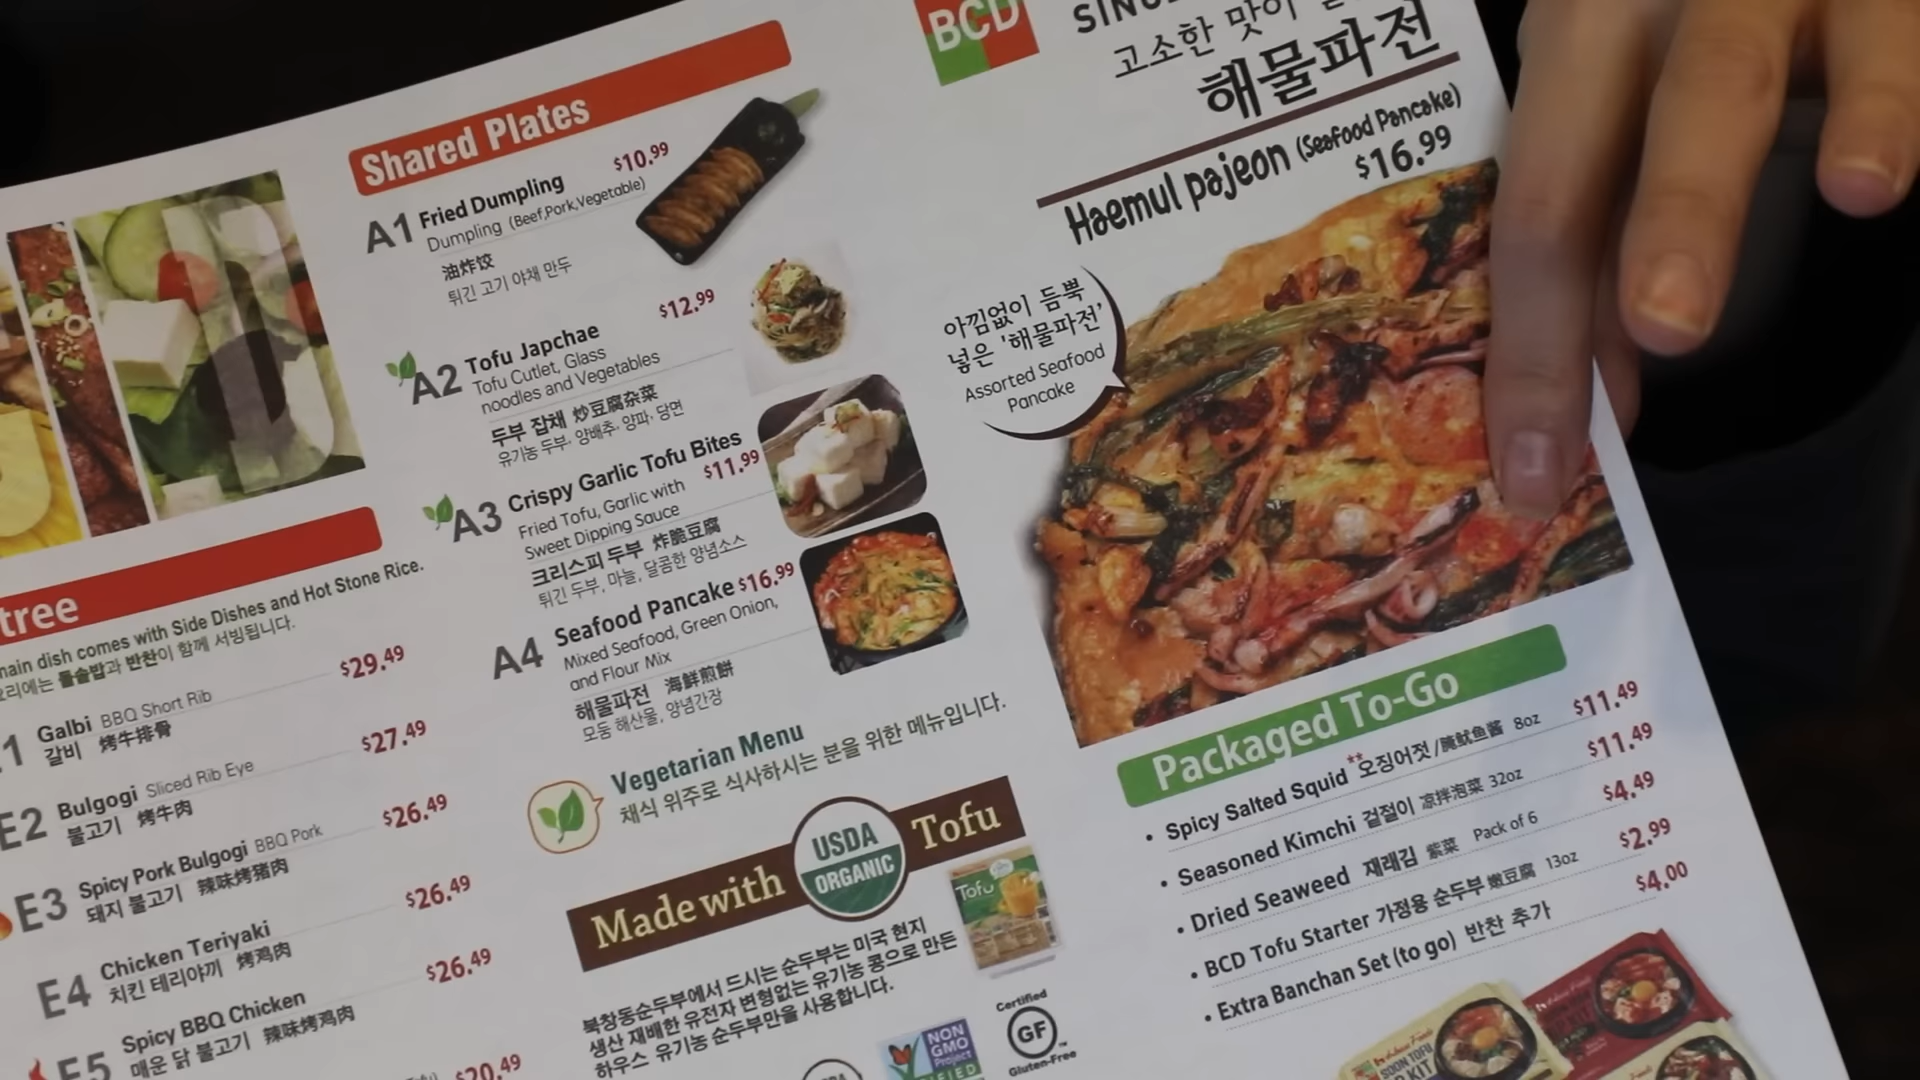 Shared Plates
A1 Fried Dumpling $10.99
Dumpling (Beef,Pork,Vegetable)
油炸饺
튀긴 고기 야채 만두
A2 Tofu Japchae $12.99
Tofu Cutlet, Glass
noodles and Vegetables
두부 잡채 炒豆腐杂菜
유기농 두부, 양배추, 양파, 당면
A3 Crispy Garlic Tofu Bites
$11.99
Fried Tofu, Garlic with
Sweet Dipping Sauce
크리스피 두부 炸脆豆腐
튀긴 두부, 마늘, 달콤한 양념소스
A4 Seafood Pancake $16.99
Mixed Seafood, Green Onion,
and Flour Mix
해물파전 海鮮煎餅
모둠 해산물, 양념간장
Vegetarian Menu
채식 위주로 식사하시는 분을 위한 메뉴입니다.
Made with USDA ORGANIC Tofu
Tofu
북창동순두부에서 드시는 순두부는 미국 현지
생산 재배한 유전자 변형없는 유기농 콩으로 만든
하우스 유기농 순두부만을 사용합니다.
NON
GMO
Project
Certified
GF
Gluten-Free
tree
main dish comes with Side Dishes and Hot Stone Rice.
돌솥밥과 반찬이 함께 서빙됩니다.
1 Galbi BBQ Short Rib $29.49
갈비 烤牛排骨
E2 Bulgogi Sliced Rib Eye $27.49
불고기 烤牛肉
E3 Spicy Pork Bulgogi BBQ Pork $26.49
돼지 불고기 辣味烤猪肉
E4 Chicken Teriyaki $26.49
치킨 테리야끼 烤鸡肉
E5 Spicy BBQ Chicken $26.49
매운 닭 불고기 辣味烤鸡肉
$20.49
BCD
고소한 맛이
해물파전
Haemul pajeon (Seafood Pancake)
$16.99
아낌없이 듬뿍
넣은 '해물파전'
Assorted Seafood
Pancake
Packaged To-Go
• Spicy Salted Squid** 오징어젓 /腌魷鱼酱 8oz $11.49
• Seasoned Kimchi 겉절이 凉拌泡菜 32oz $11.49
• Dried Seaweed 재래김 紫菜 Pack of 6 $4.49
• BCD Tofu Starter 가정용 순두부 嫩豆腐 13oz $2.99
• Extra Banchan Set (to go) 반찬 추가 $4.00
SOON TOFU
KIT